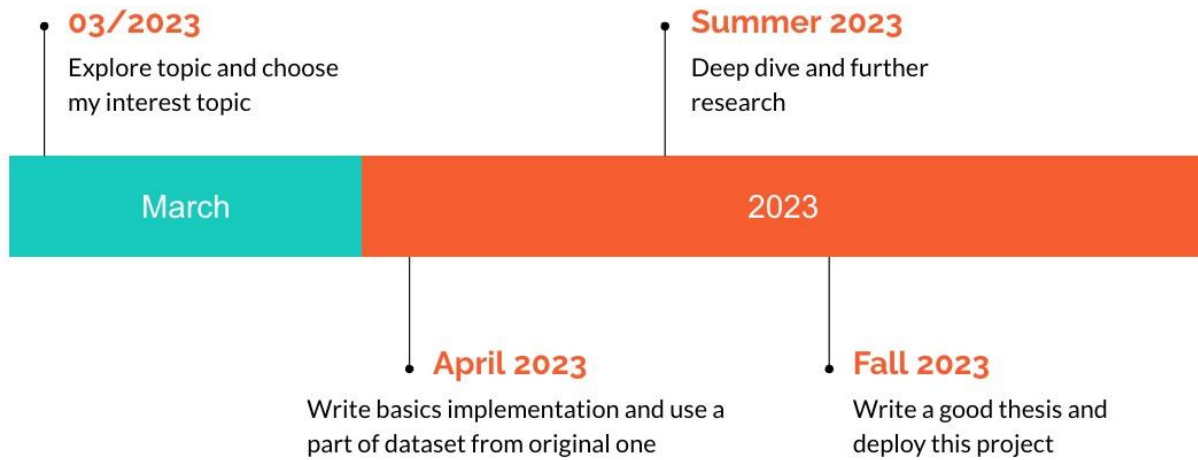 03/2023
Explore topic and choose
my interest topic
Summer 2023
Deep dive and further
research
March
2023
April 2023
Write basics implementation and use a
part of dataset from original one
Fall 2023
Write a good thesis and
deploy this project